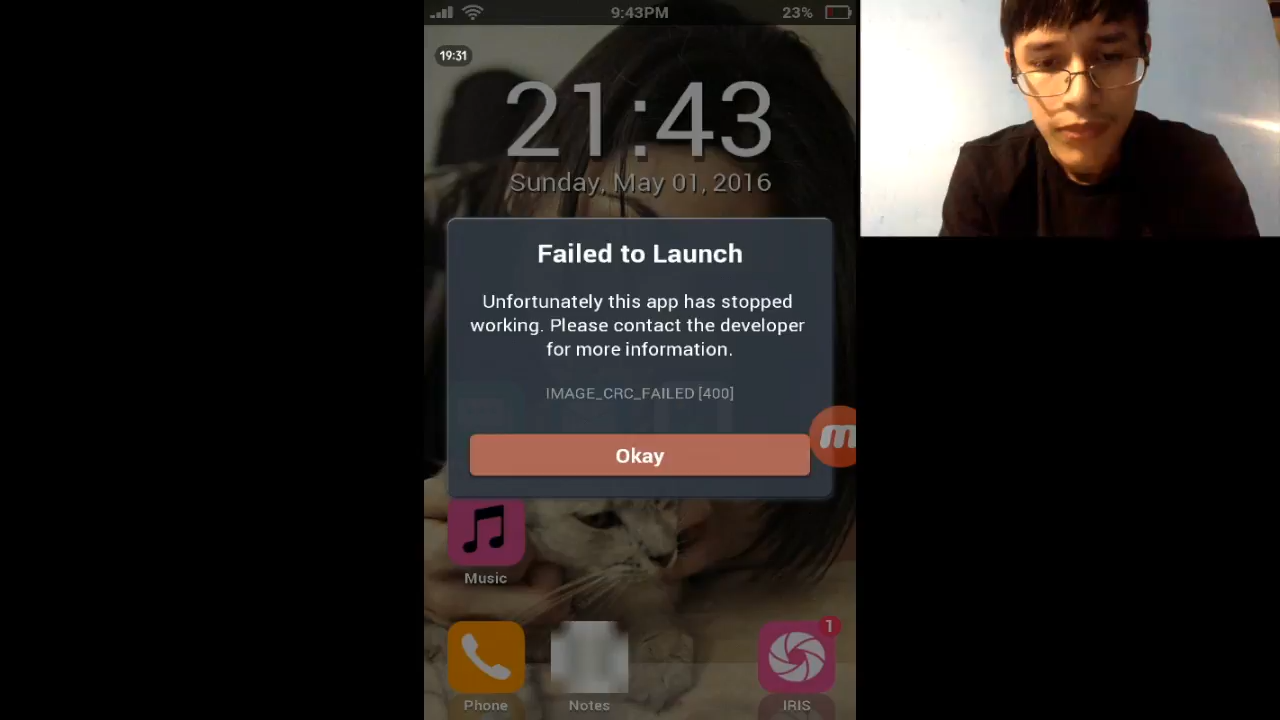 9:43PM
23%
19:31
21:43
Sunday, May 01, 2016
Failed to Launch
Unfortunately this app has stopped
working. Please contact the developer
for more information.
IMAGE_CRC_FAILED [400]
Okay
m
Music
1
Phone
Notes
IRIS